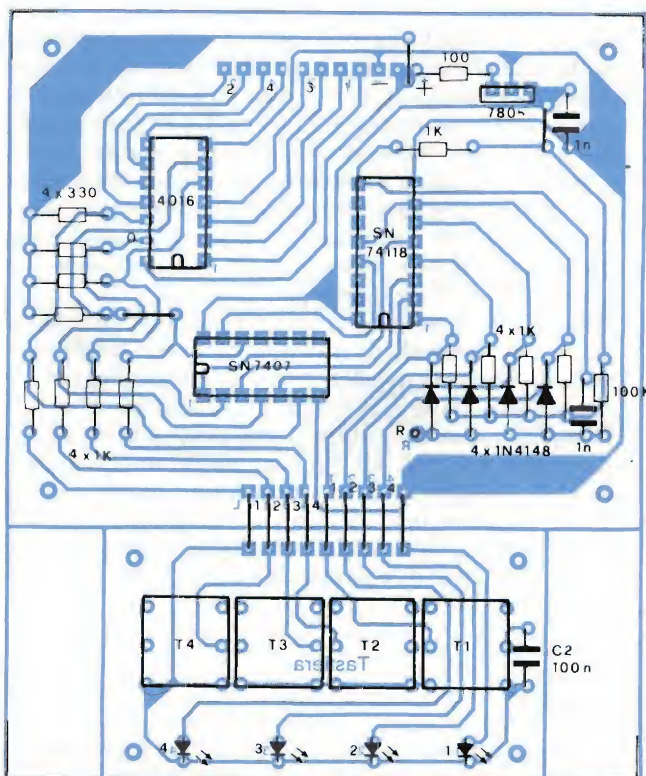 100
2 4 3 1 − +
7805
1n
1K
4016
4 x 330
SN
74118
SN7407
4 x 1K
100K
R
R
4 x 1N4148
1n
4 x 1K
L 1 2 3 4 1 2 3 4
T4 T3 T2 T1
C2
100n
Tastiera
4 3 2 1